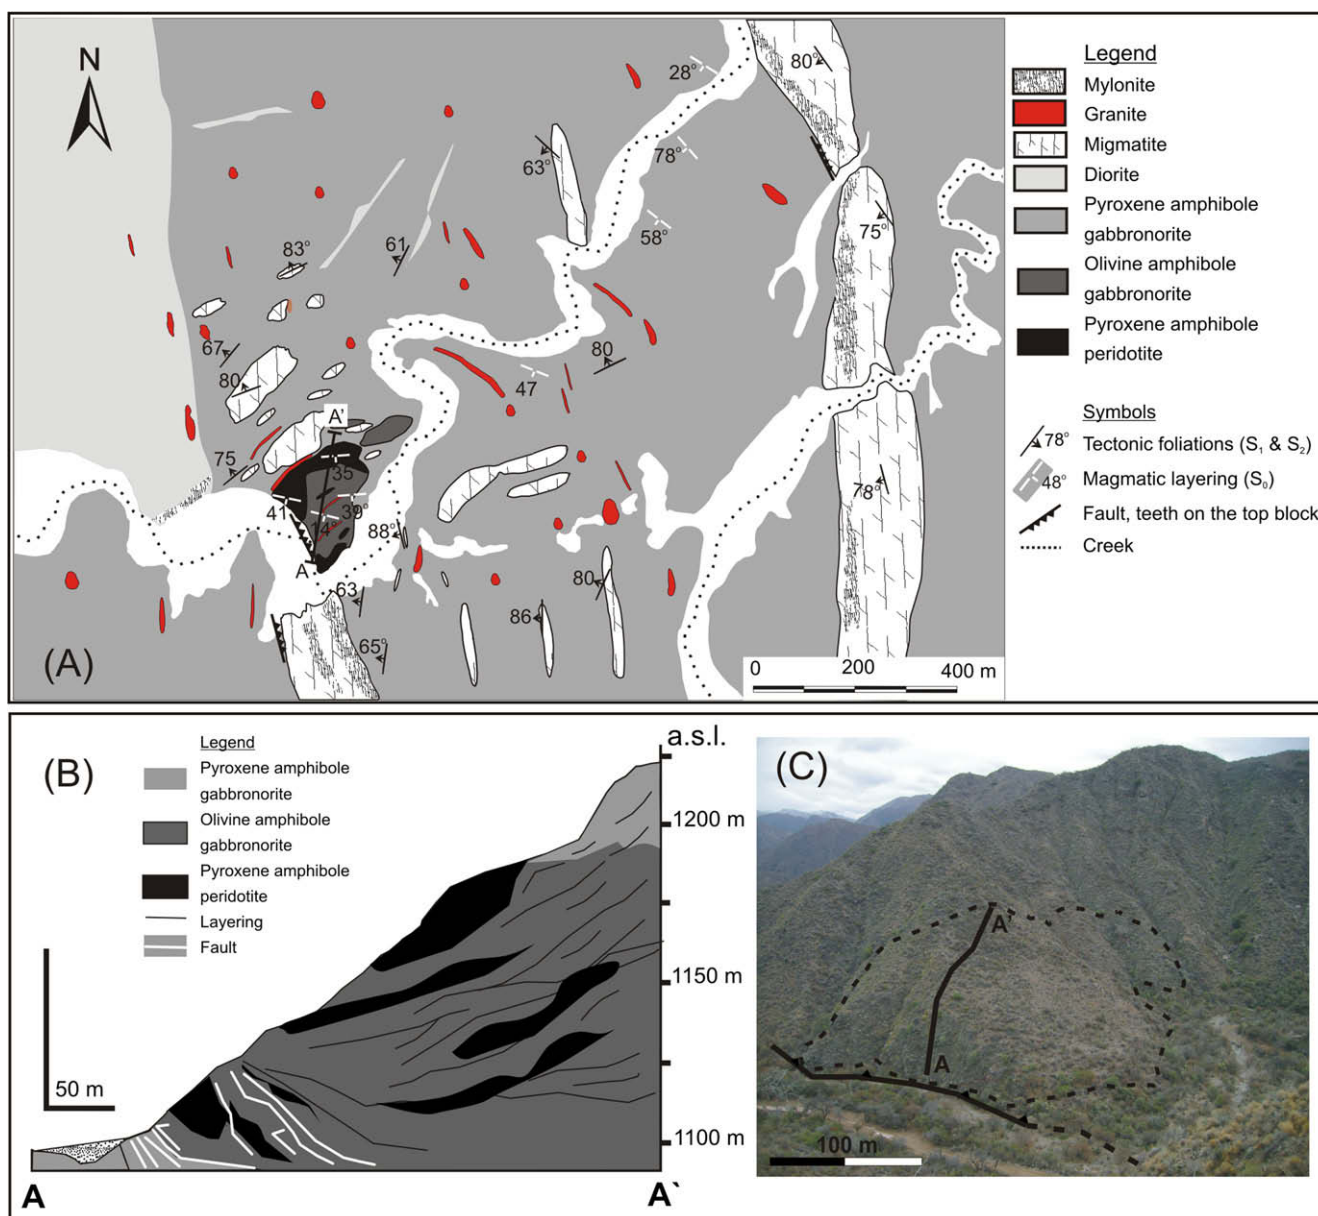 N
28°
80°
63°
78°
58°
75°
83°
61
67
80
A'
80
47
75
35
41
39°
14°
88°
78°
A
63
80
86
65°
(A)
0 200 400 m
Legend
Mylonite
Granite
Migmatite
Diorite
Pyroxene amphibole
gabbronorite
Olivine amphibole
gabbronorite
Pyroxene amphibole
peridotite
Symbols
78° Tectonic foliations (S₁ & S₂)
48° Magmatic layering (S₀)
Fault, teeth on the top block
Creek
(B)
Legend
Pyroxene amphibole
gabbronorite
Olivine amphibole
gabbronorite
Pyroxene amphibole
peridotite
Layering
Fault
50 m
a.s.l.
1200 m
1150 m
1100 m
A A`
(C)
A'
A
100 m